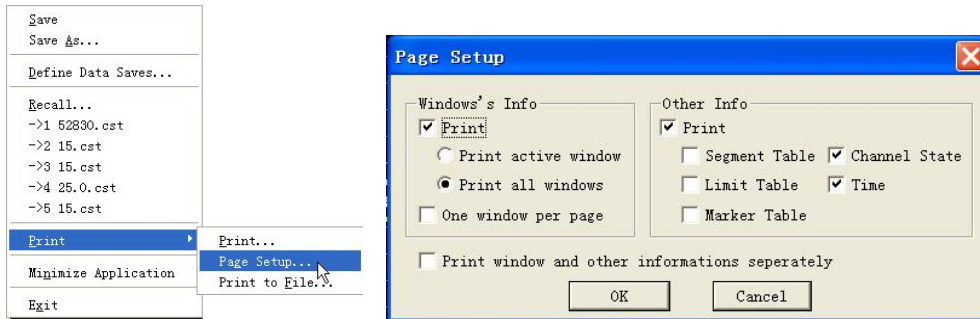 Save
Save As...
Define Data Saves...
Recall...
->1 52830.cst
->2 15.cst
->3 15.cst
->4 25.0.cst
->5 15.cst
Print
Minimize Application
Exit
Print...
Page Setup...
Print to File...
Page Setup
Windows's Info
Print
Print active window
Print all windows
One window per page
Other Info
Print
Segment Table Channel State
Limit Table Time
Marker Table
Print window and other informations seperately
OK Cancel